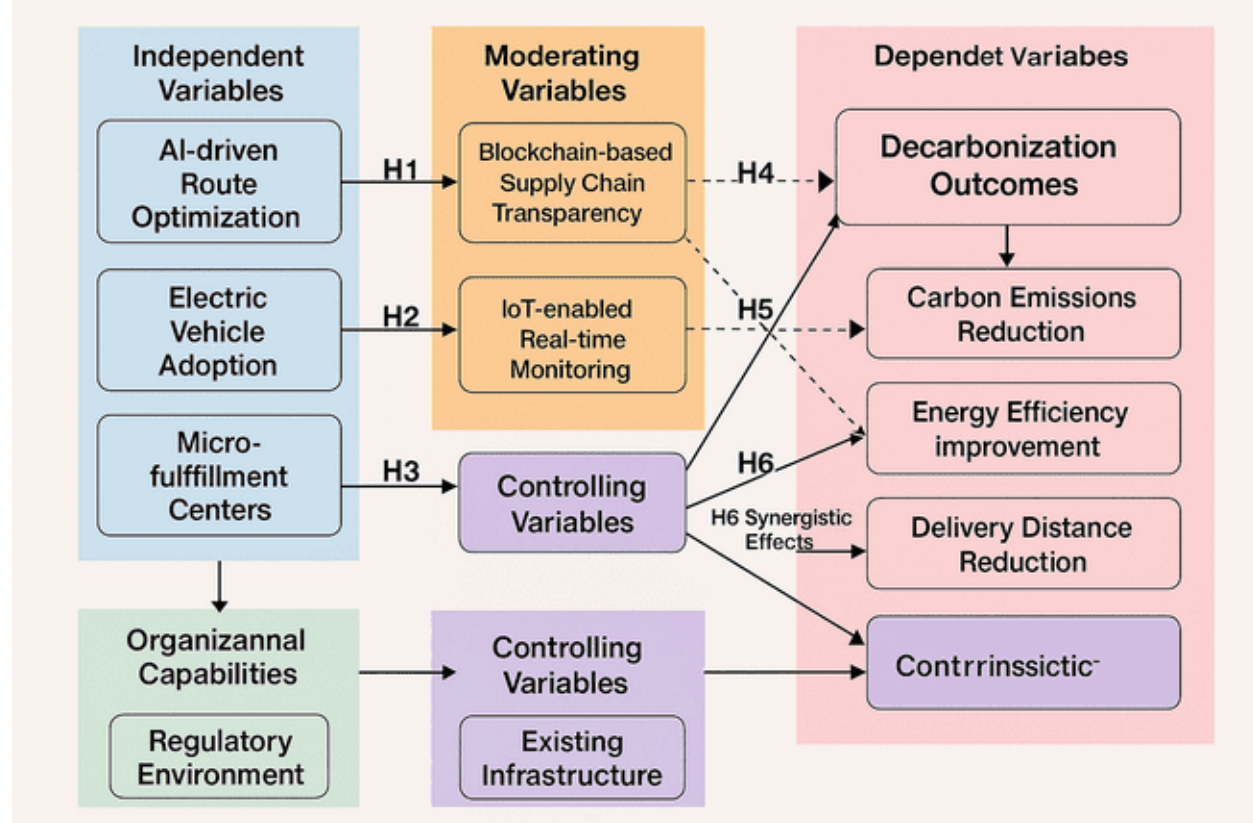 Independent
Variables
AI-driven
Route
Optimization
Electric
Vehicle
Adoption
Micro-
fulffillment
Centers
H1
H2
H3
Moderating
Variables
Blockchain-based
Supply Chain
Transparency
IoT-enabled
Real-time
Monitoring
Controlling
Variables
H4
H5
H6
H6 Synergistic
Effects
Dependet Variabes
Decarbonization
Outcomes
Carbon Emissions
Reduction
Energy Efficiency
improvement
Delivery Distance
Reduction
Contrrinssictic-
Organizannal
Capabilities
Regulatory
Environment
Controlling
Variables
Existing
Infrastructure